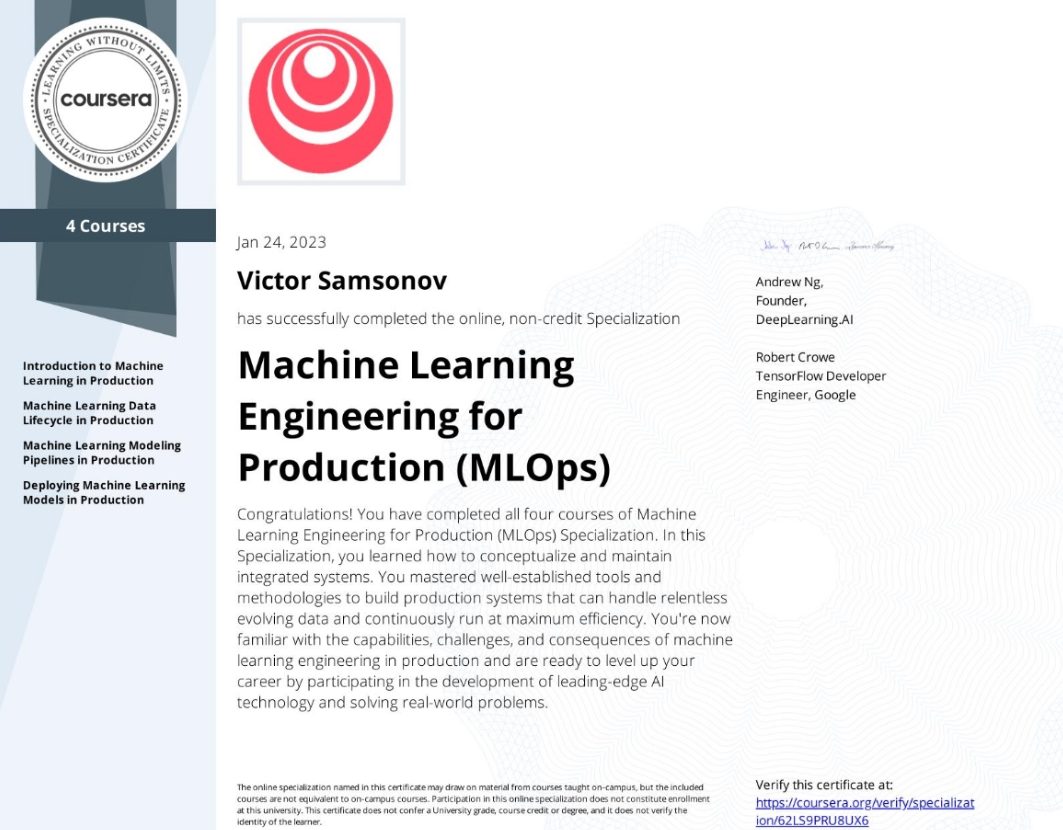 LEARNING WITHOUT LIMITS
coursera
SPECIALIZATION CERTIFICATE
4 Courses
Introduction to Machine
Learning in Production
Machine Learning Data
Lifecycle in Production
Machine Learning Modeling
Pipelines in Production
Deploying Machine Learning
Models in Production
Jan 24, 2023
Victor Samsonov
has successfully completed the online, non-credit Specialization
Machine Learning
Engineering for
Production (MLOps)
Congratulations! You have completed all four courses of Machine
Learning Engineering for Production (MLOps) Specialization. In this
Specialization, you learned how to conceptualize and maintain
integrated systems. You mastered well-established tools and
methodologies to build production systems that can handle relentless
evolving data and continuously run at maximum efficiency. You're now
familiar with the capabilities, challenges, and consequences of machine
learning engineering in production and are ready to level up your
career by participating in the development of leading-edge AI
technology and solving real-world problems.
Andrew Ng,
Founder,
DeepLearning.AI
Robert Crowe
TensorFlow Developer
Engineer, Google
The online specialization named in this certificate may draw on material from courses taught on-campus, but the included
courses are not equivalent to on-campus courses. Participation in this online specialization does not constitute enrollment
at this university. This certificate does not confer a University grade, course credit or degree, and it does not verify the
identity of the learner.
Verify this certificate at:
https://coursera.org/verify/specializat
ion/62LS9PRU8UX6